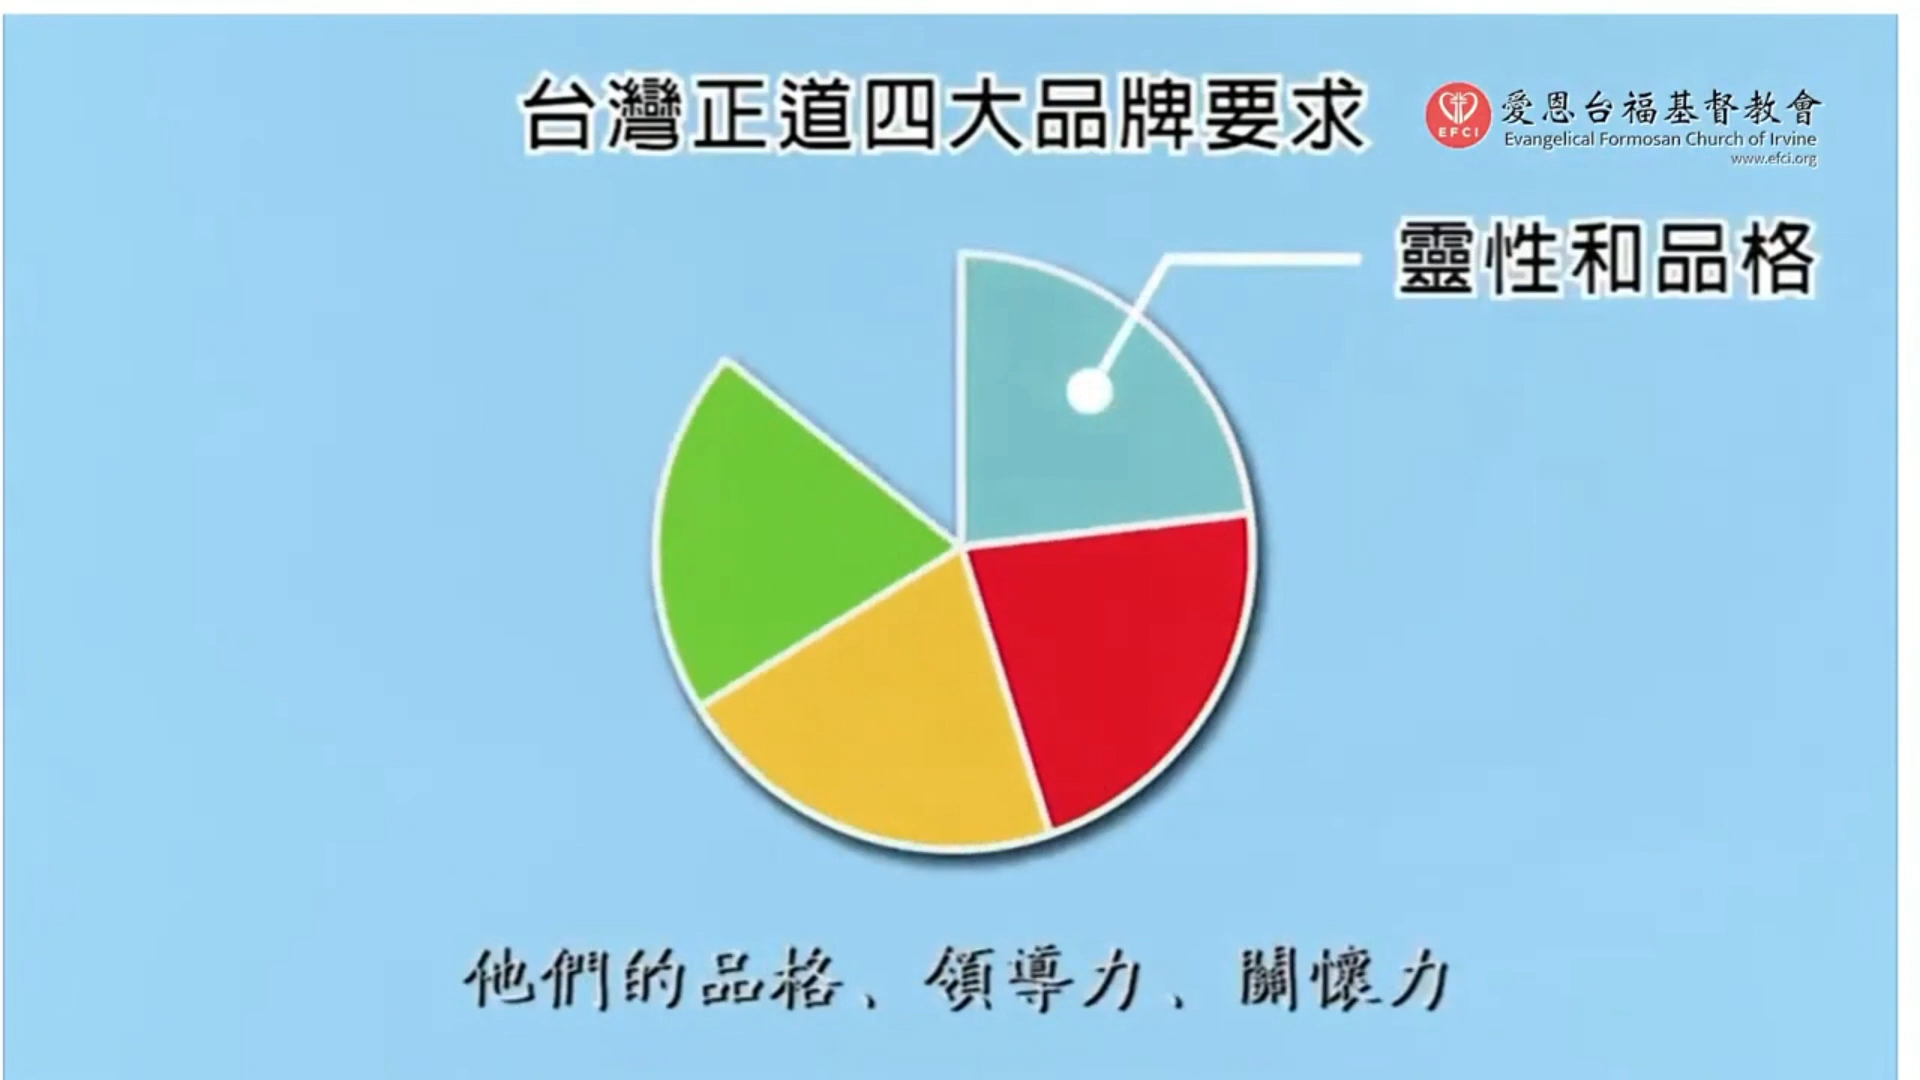 台灣正道四大品牌要求
EFCI
愛恩台福基督教會
Evangelical Formosan Church of Irvine
www.efci.org
靈性和品格
他們的品格、領導力、關懷力